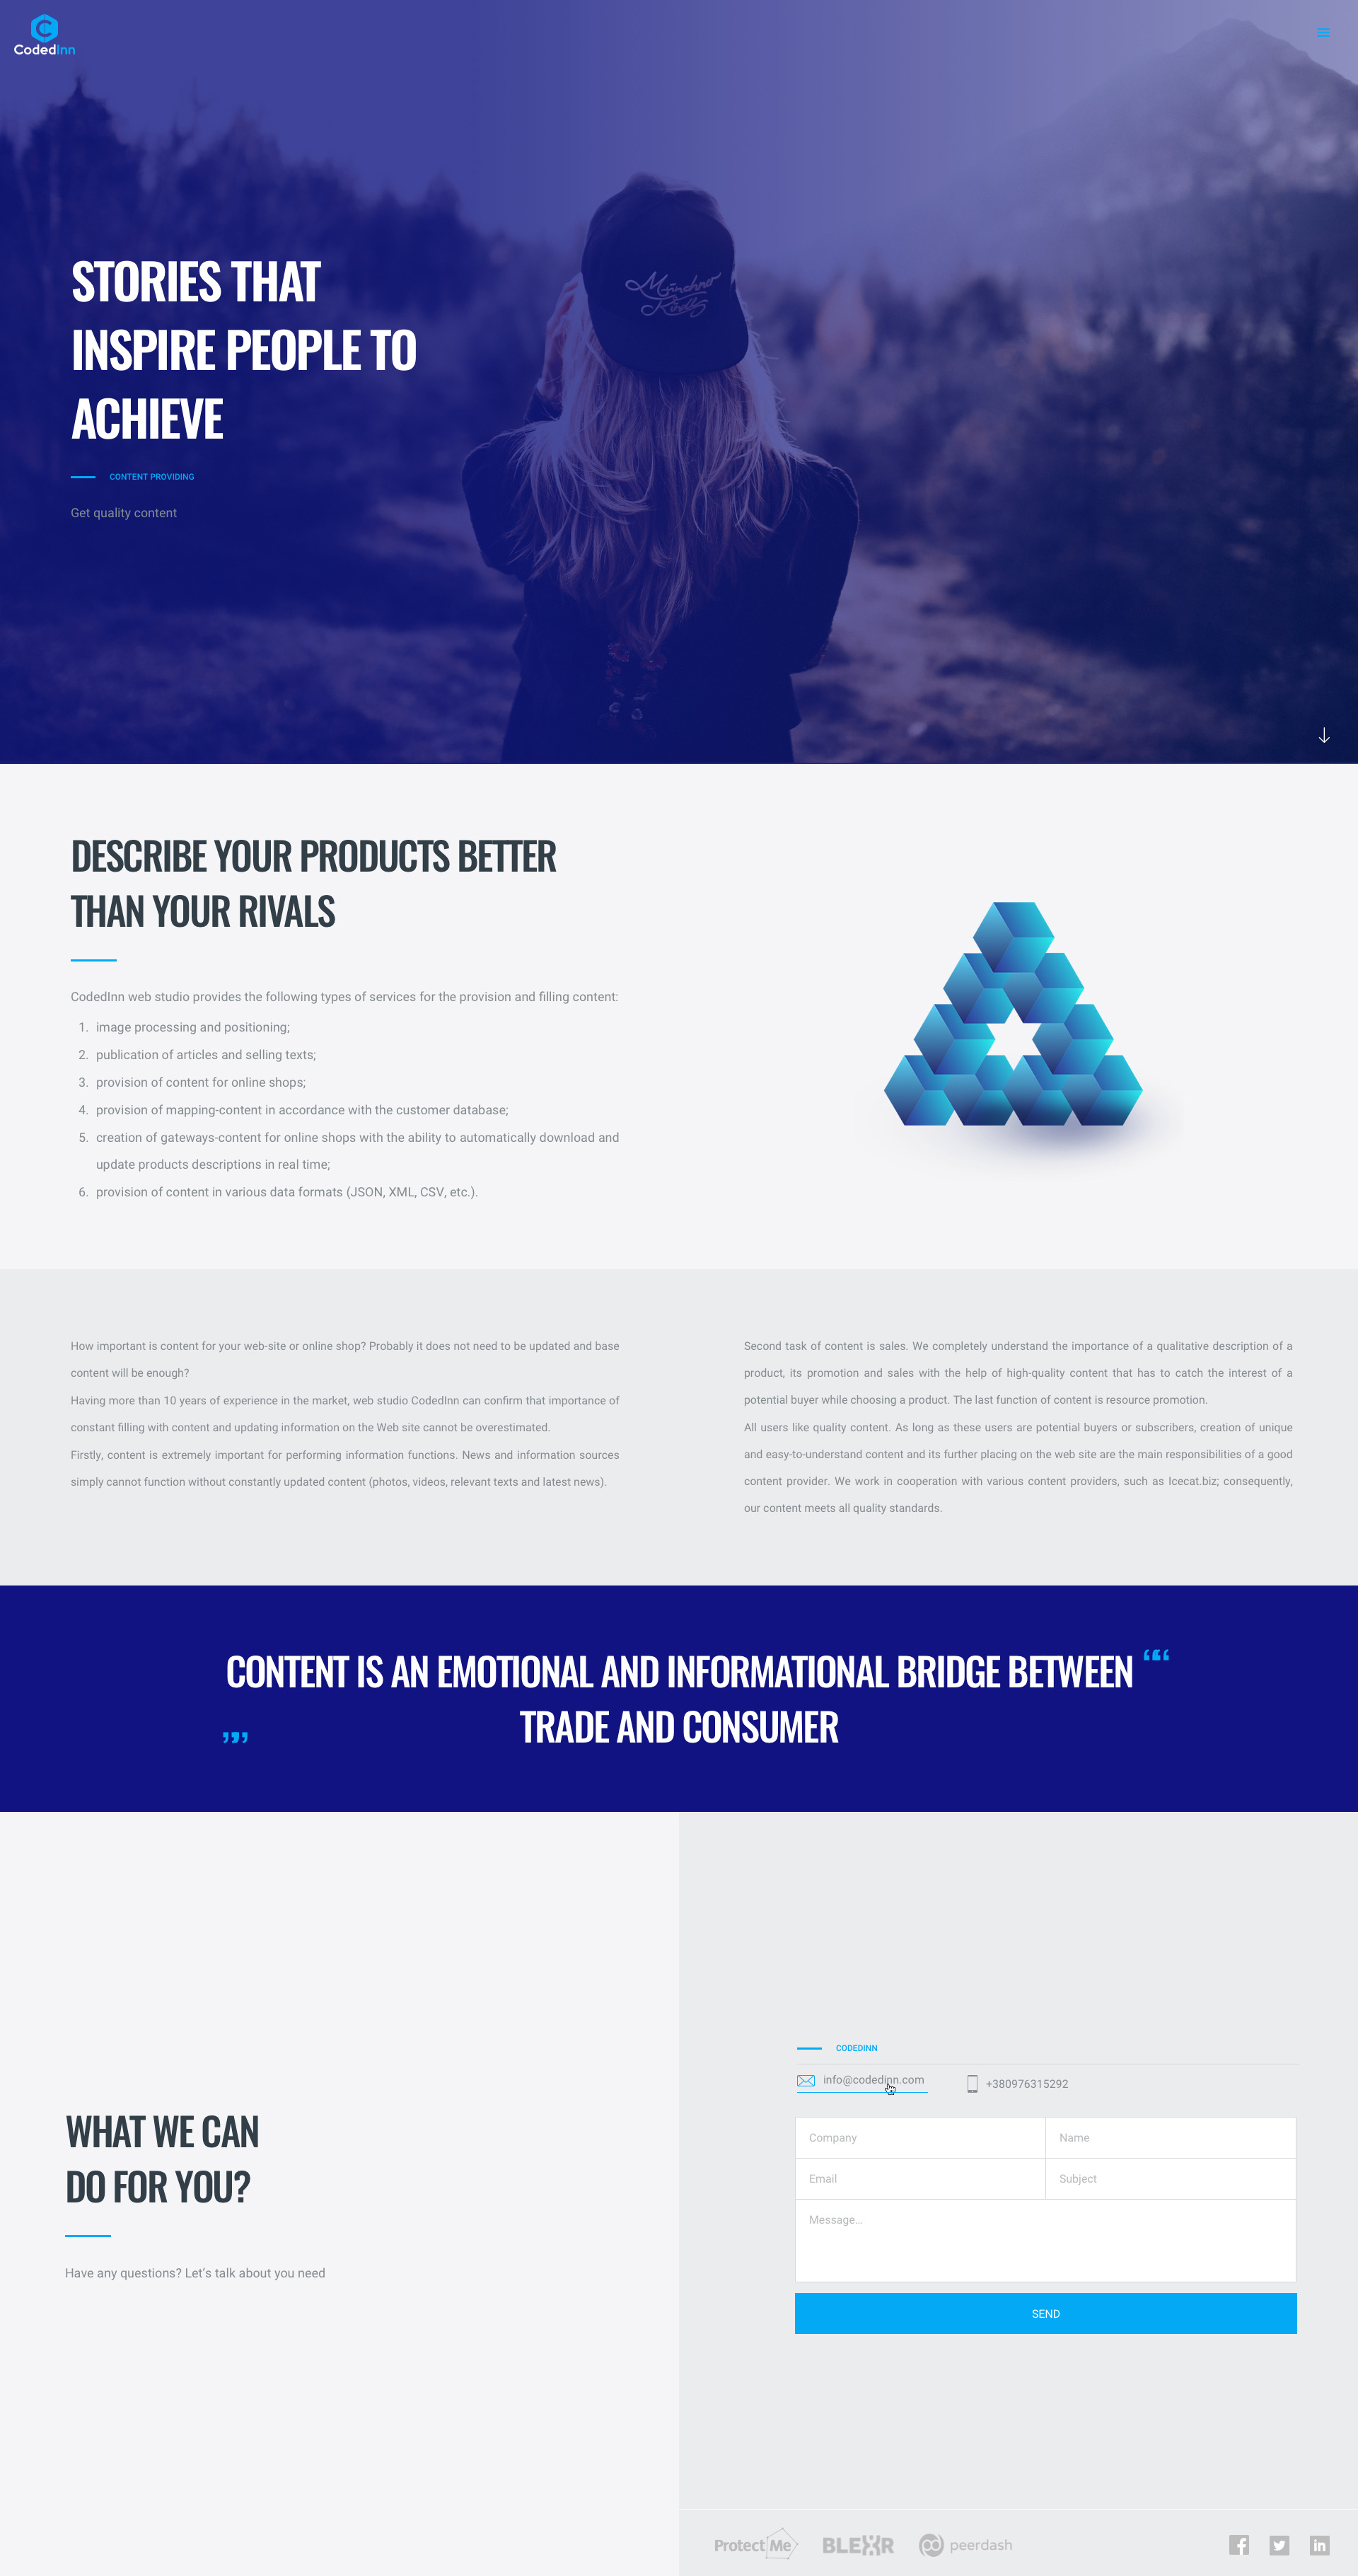 CodedInn
Münchner
Kindl
STORIES THAT
INSPIRE PEOPLE TO
ACHIEVE
CONTENT PROVIDING
Get quality content
DESCRIBE YOUR PRODUCTS BETTER
THAN YOUR RIVALS
CodedInn web studio provides the following types of services for the provision and filling content:
1. image processing and positioning;
2. publication of articles and selling texts;
3. provision of content for online shops;
4. provision of mapping-content in accordance with the customer database;
5. creation of gateways-content for online shops with the ability to automatically download and
update products descriptions in real time;
6. provision of content in various data formats (JSON, XML, CSV, etc.).
How important is content for your web-site or online shop? Probably it does not need to be updated and base
content will be enough?
Having more than 10 years of experience in the market, web studio CodedInn can confirm that importance of
constant filling with content and updating information on the Web site cannot be overestimated.
Firstly, content is extremely important for performing information functions. News and information sources
simply cannot function without constantly updated content (photos, videos, relevant texts and latest news).
Second task of content is sales. We completely understand the importance of a qualitative description of a
product, its promotion and sales with the help of high-quality content that has to catch the interest of a
potential buyer while choosing a product. The last function of content is resource promotion.
All users like quality content. As long as these users are potential buyers or subscribers, creation of unique
and easy-to-understand content and its further placing on the web site are the main responsibilities of a good
content provider. We work in cooperation with various content providers, such as Icecat.biz; consequently,
our content meets all quality standards.
CONTENT IS AN EMOTIONAL AND INFORMATIONAL BRIDGE BETWEEN
TRADE AND CONSUMER
WHAT WE CAN
DO FOR YOU?
Have any questions? Let's talk about you need
CODEDINN
info@codedinn.com
+380976315292
Company
Name
Email
Subject
Message...
SEND
Protect Me
BLEXR
peerdash